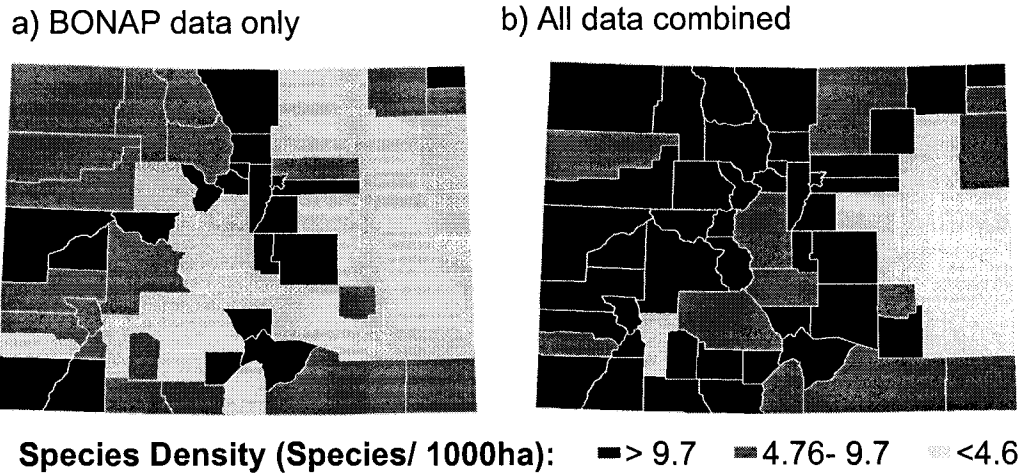 a) BONAP data only
b) All data combined
Species Density (Species/ 1000ha): > 9.7 4.76- 9.7 <4.6